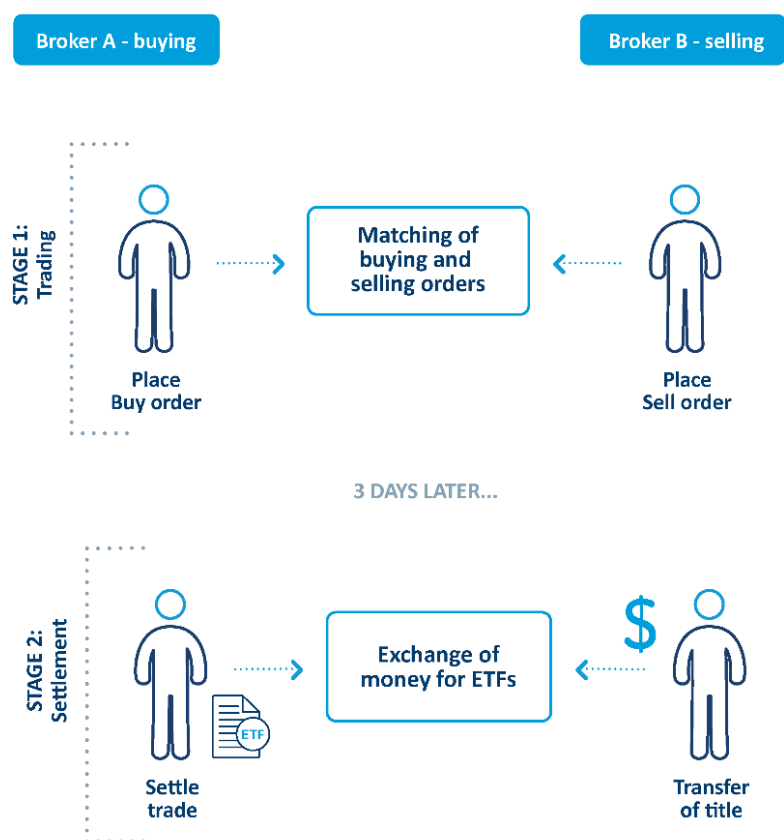 Broker A - buying
Broker B - selling
STAGE 1:
Trading
Matching of
buying and
selling orders
Place
Buy order
Place
Sell order
3 DAYS LATER...
STAGE 2:
Settlement
Exchange of
money for ETFs
$
ETF
Settle
trade
Transfer
of title